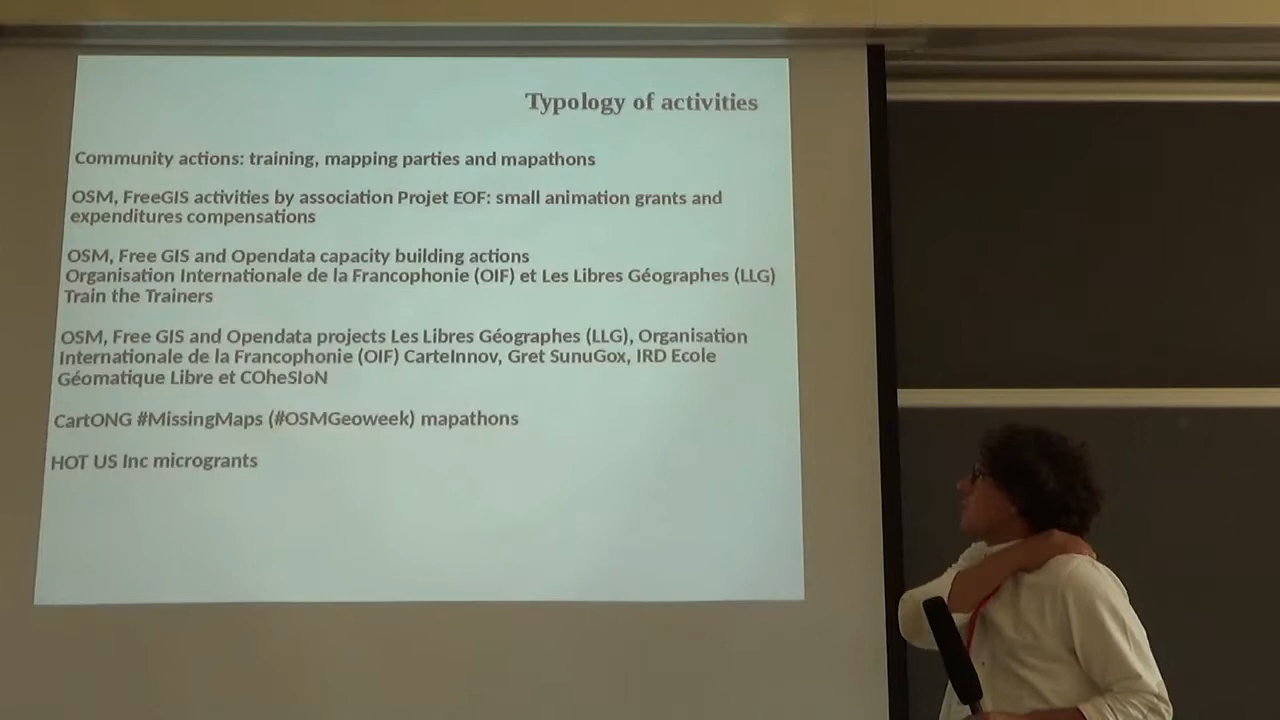 Typology of activities
Community actions: training, mapping parties and mapathons
OSM, FreeGIS activities by association Projet EOF: small animation grants and
expenditures compensations
OSM, Free GIS and Opendata capacity building actions
Organisation Internationale de la Francophonie (OIF) et Les Libres Géographes (LLG)
Train the Trainers
OSM, Free GIS and Opendata projects Les Libres Géographes (LLG), Organisation
Internationale de la Francophonie (OIF) CarteInnov, Gret SunuGox, IRD Ecole
Géomatique Libre et COheSIoN
CartONG #MissingMaps (#OSMGeoweek) mapathons
HOT US Inc microgrants